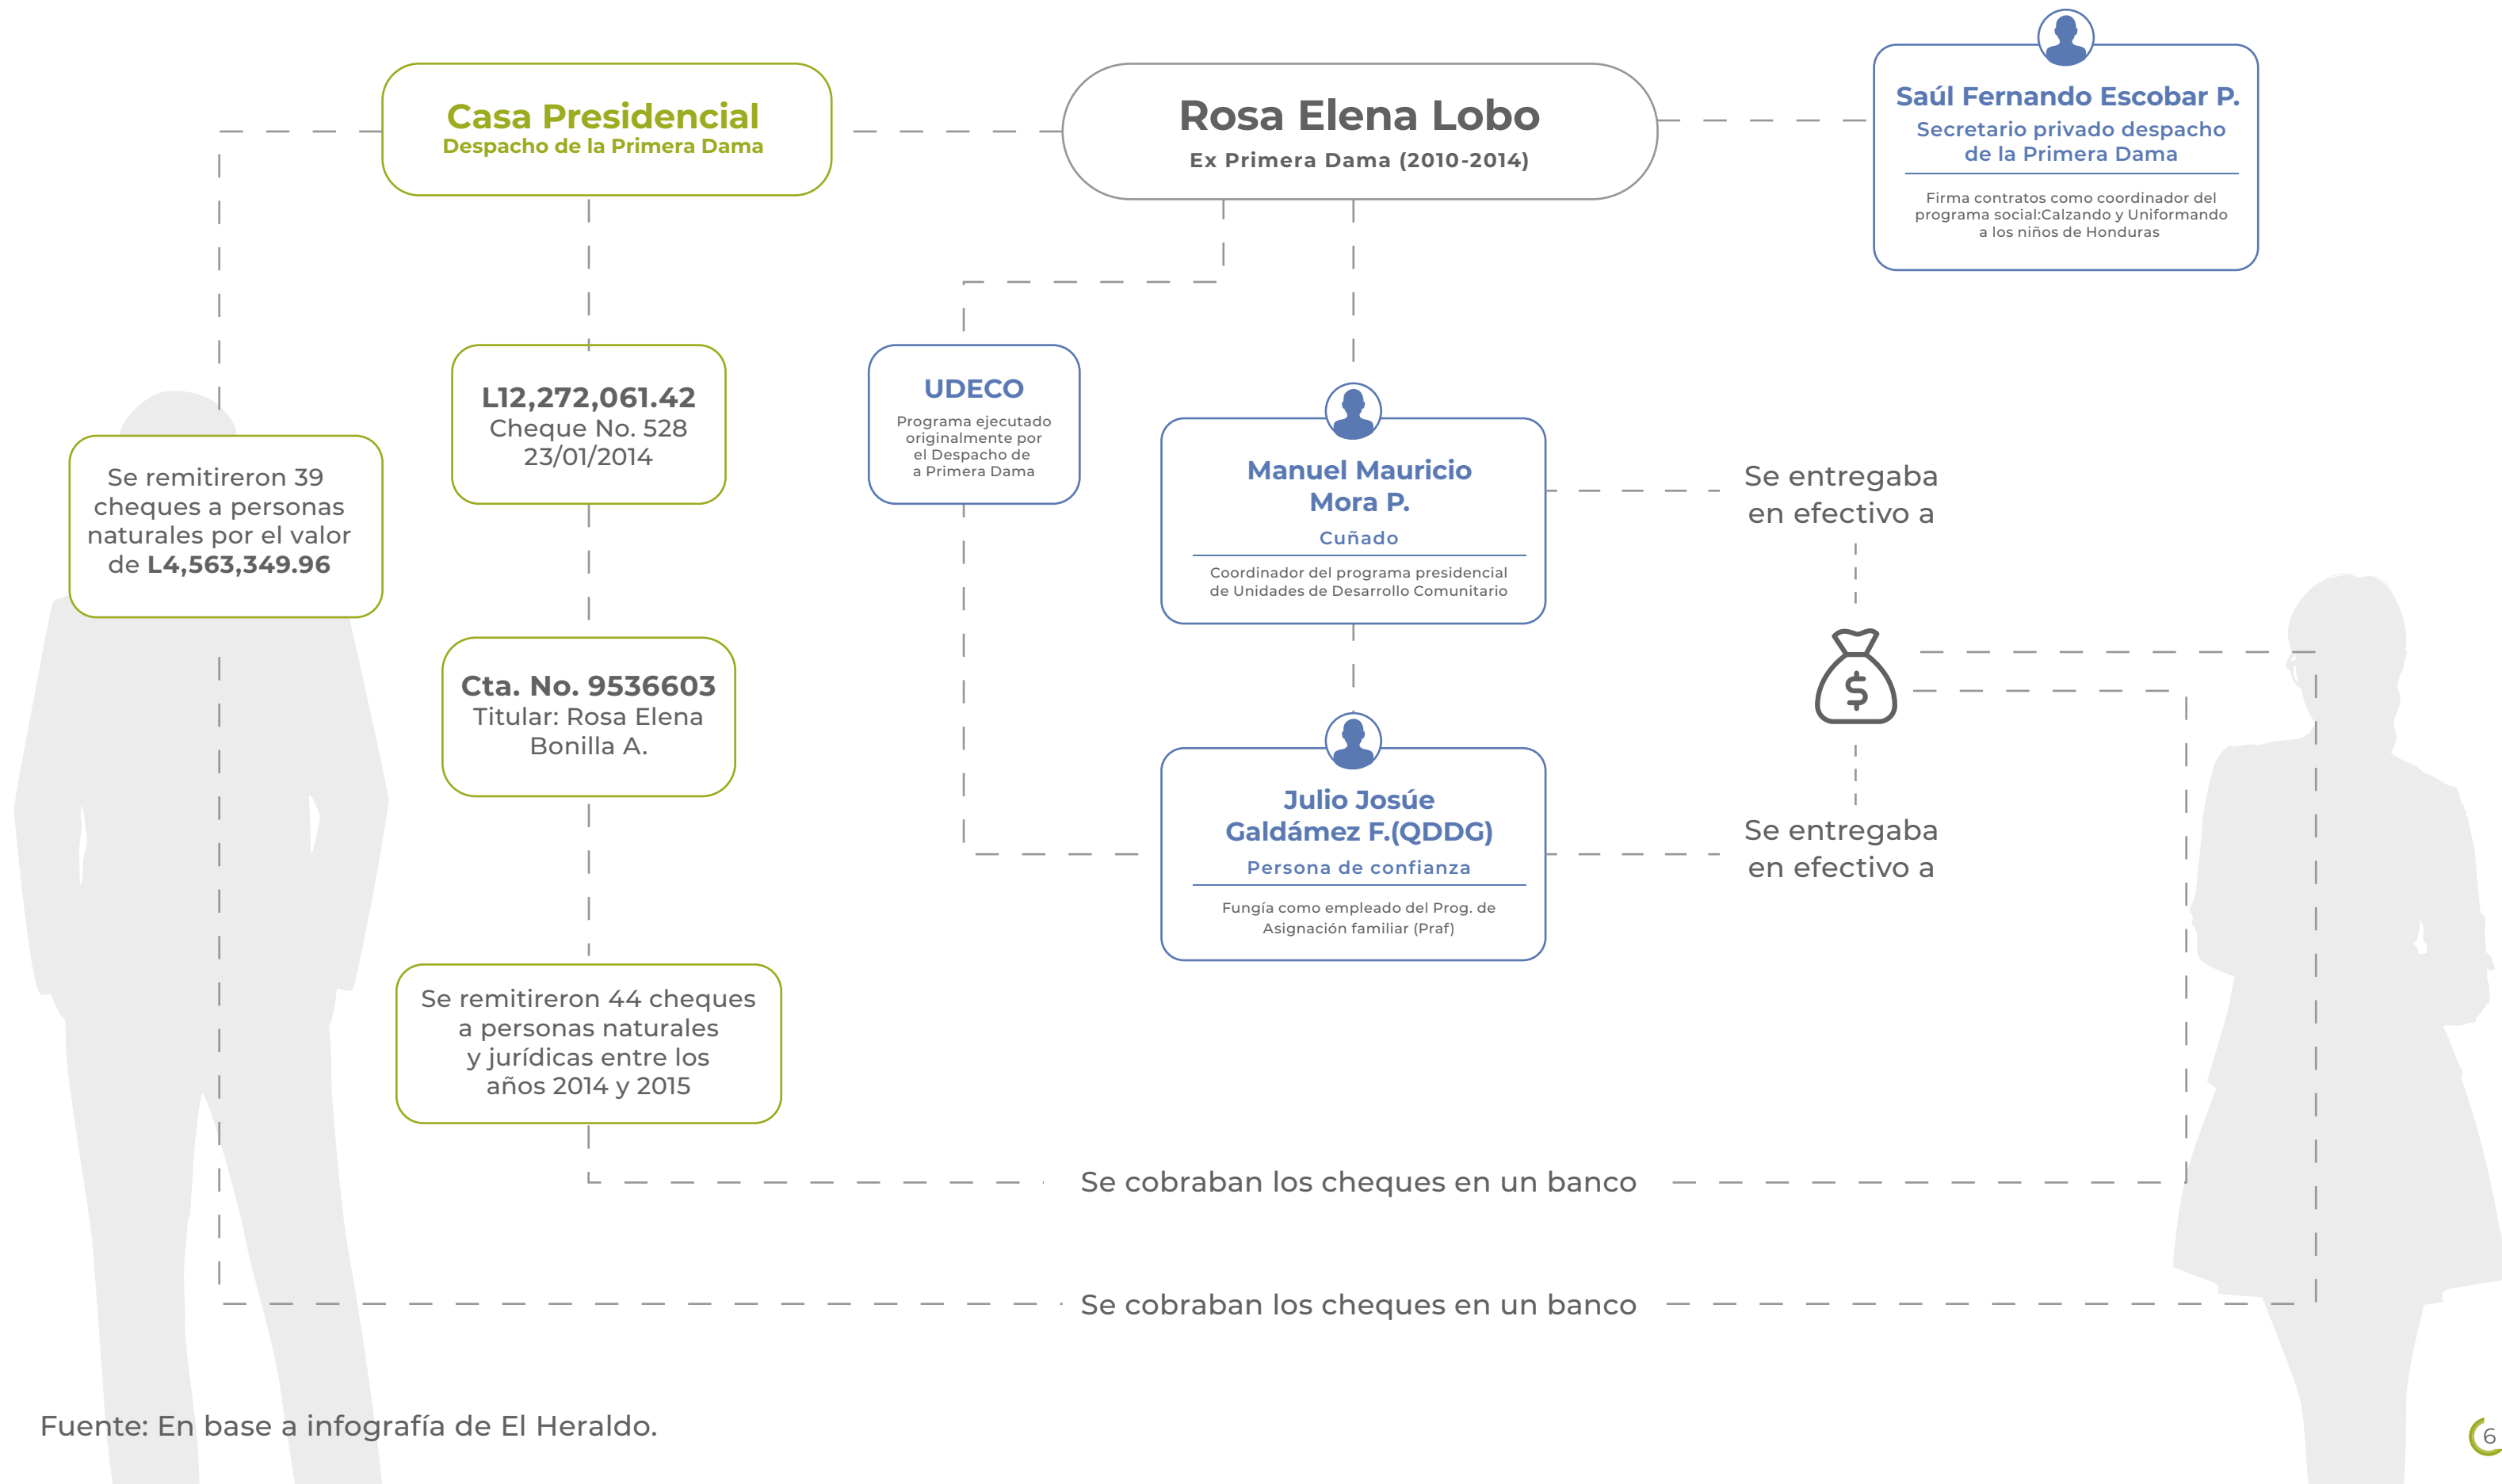 Casa Presidencial
Despacho de la Primera Dama
Rosa Elena Lobo
Ex Primera Dama (2010-2014)
Saúl Fernando Escobar P.
Secretario privado despacho
de la Primera Dama
Firma contratos como coordinador del
programa social:Calzando y Uniformando
a los niños de Honduras
Se remitireron 39
cheques a personas
naturales por el valor
de L4,563,349.96
L12,272,061.42
Cheque No. 528
23/01/2014
UDECO
Programa ejecutado
originalmente por
el Despacho de
a Primera Dama
Manuel Mauricio
Mora P.
Cuñado
Coordinador del programa presidencial
de Unidades de Desarrollo Comunitario
Se entregaba
en efectivo a
Cta. No. 9536603
Titular: Rosa Elena
Bonilla A.
$
Julio Josúe
Galdámez F.(QDDG)
Persona de confianza
Fungía como empleado del Prog. de
Asignación familiar (Praf)
Se entregaba
en efectivo a
Se remitireron 44 cheques
a personas naturales
y jurídicas entre los
años 2014 y 2015
Se cobraban los cheques en un banco
Se cobraban los cheques en un banco
Fuente: En base a infografía de El Heraldo.
6